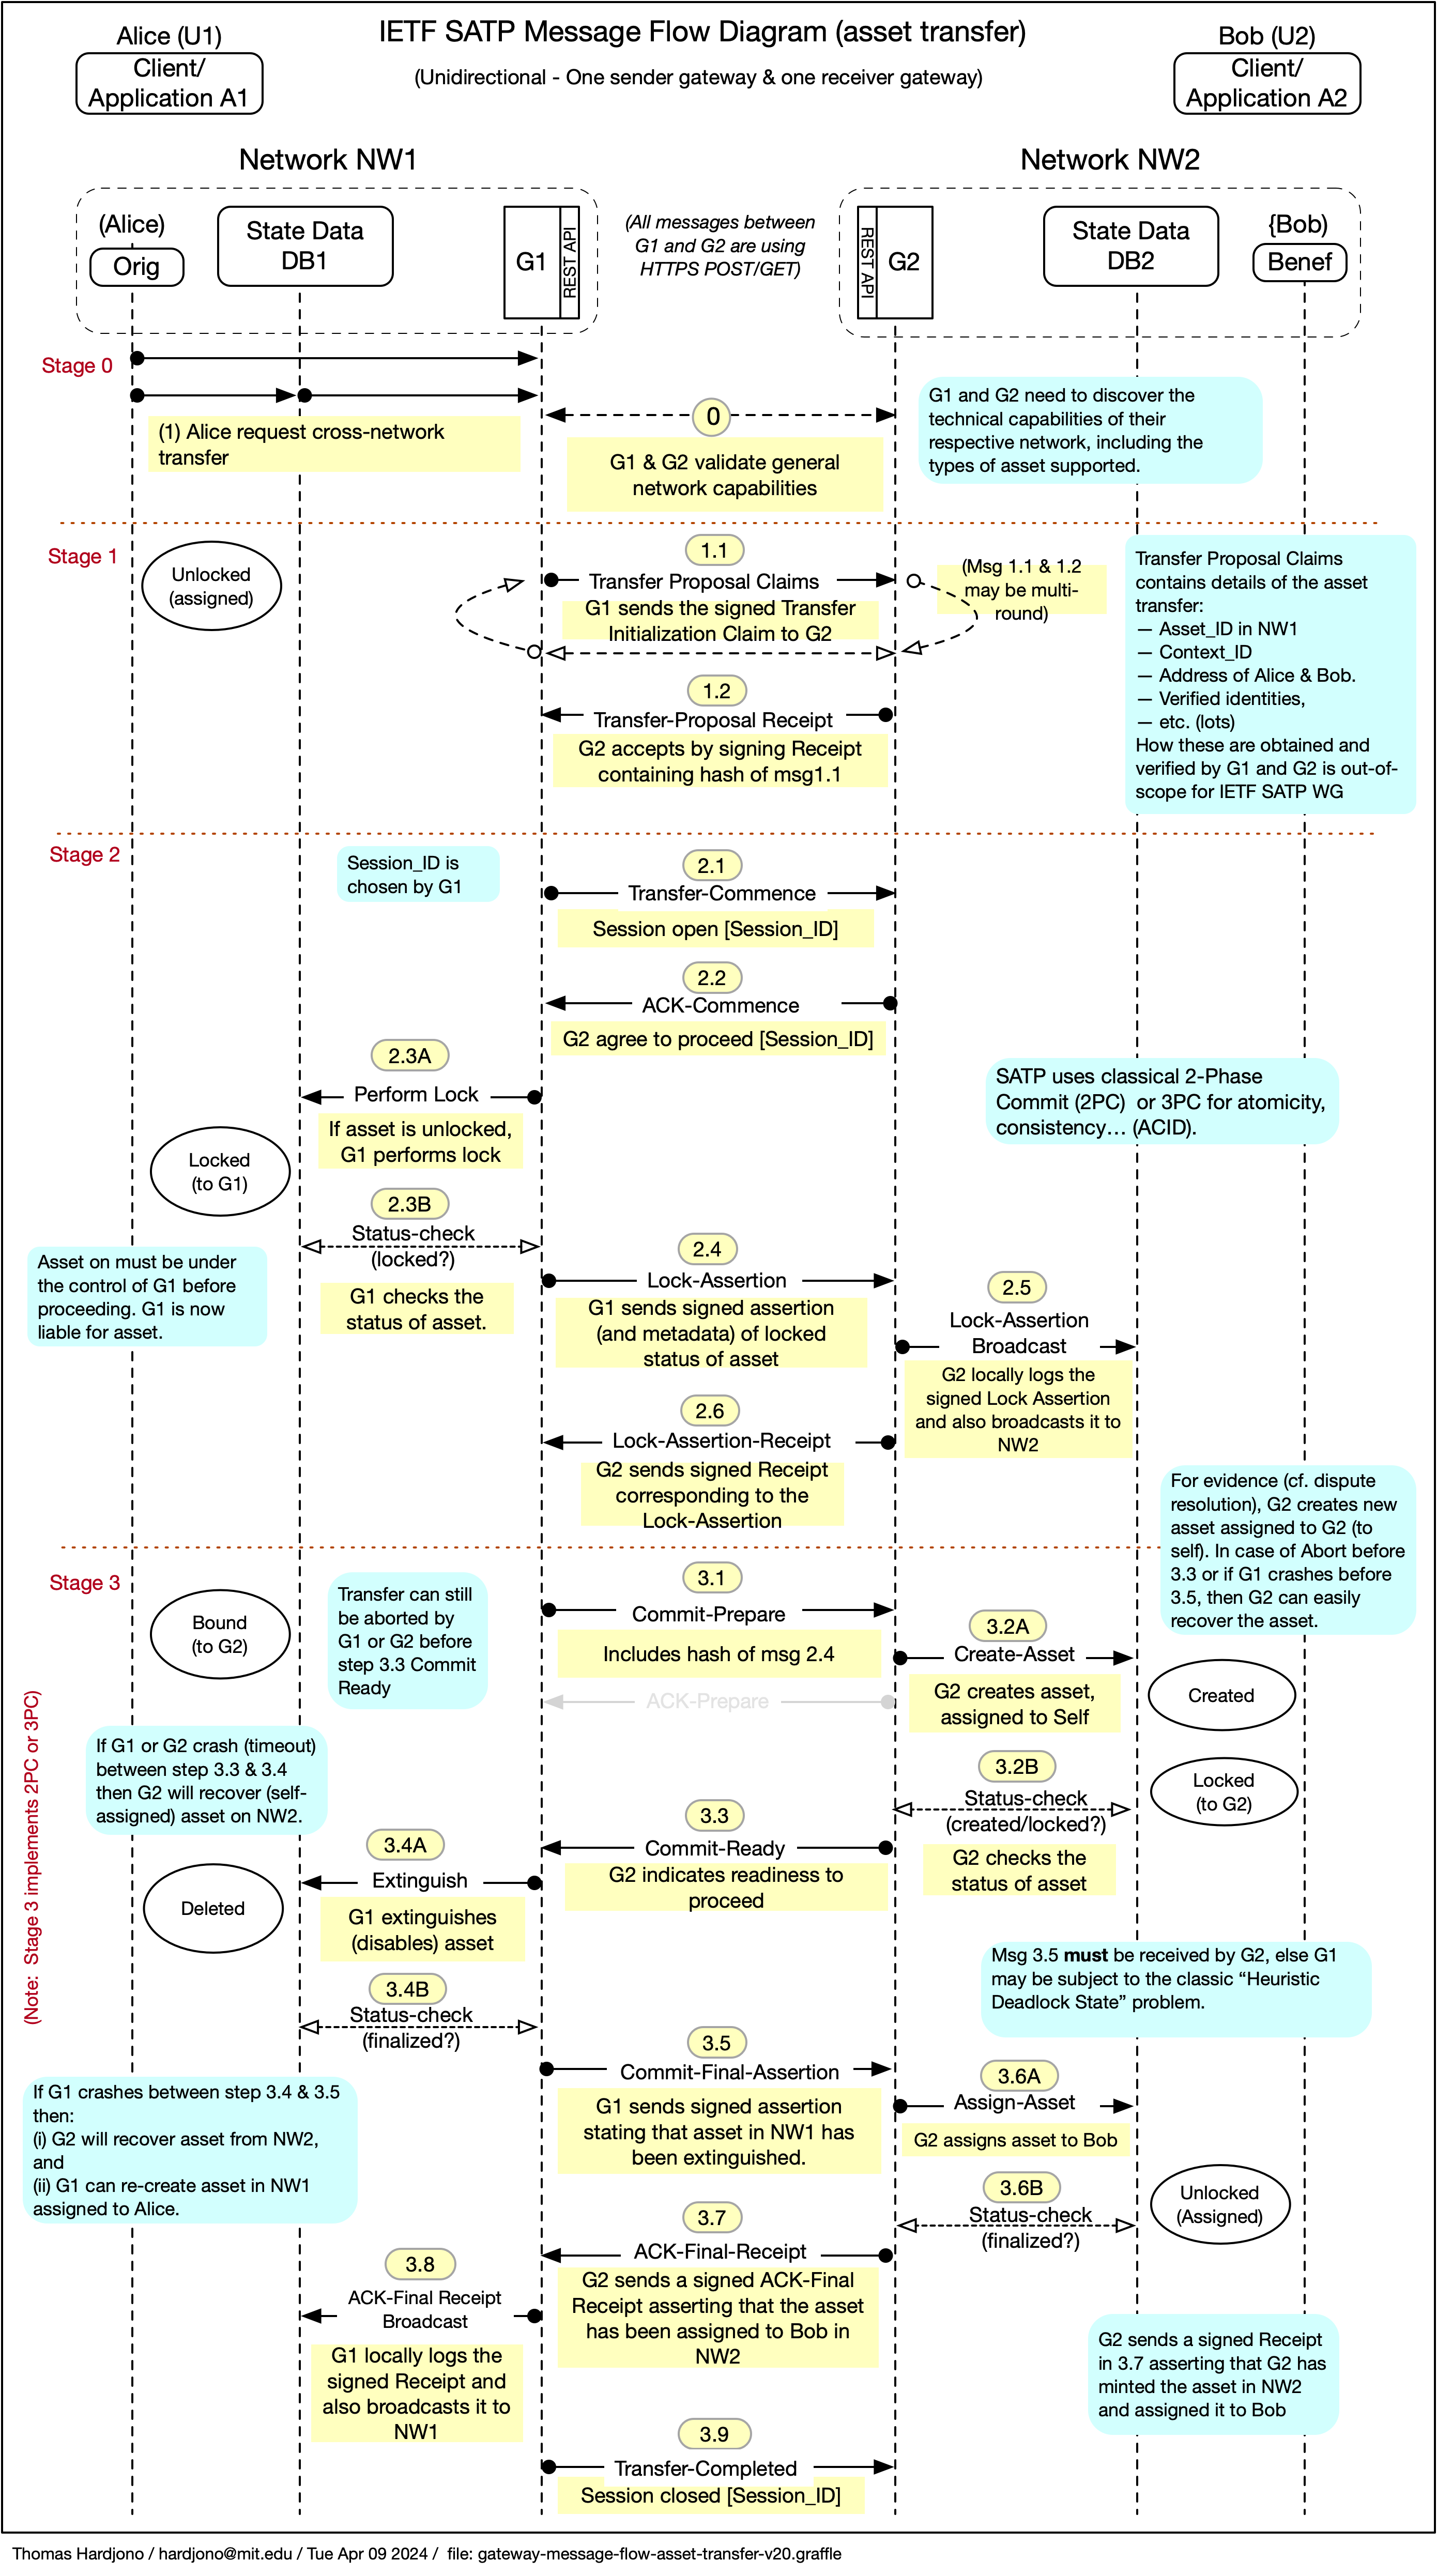 IETF SATP Message Flow Diagram (asset transfer)
(Unidirectional - One sender gateway & one receiver gateway)
Alice (U1)
Client/
Application A1
Bob (U2)
Client/
Application A2
Network NW1
Network NW2
(Alice)
Orig
State Data
DB1
G1
REST API
(All messages between
G1 and G2 are using
HTTPS POST/GET)
REST API
G2
State Data
DB2
{Bob)
Benef
Stage 0
(1) Alice request cross-network
transfer
0
G1 & G2 validate general
network capabilities
G1 and G2 need to discover the
technical capabilities of their
respective network, including the
types of asset supported.
Stage 1
Unlocked
(assigned)
1.1
Transfer Proposal Claims
G1 sends the signed Transfer
Initialization Claim to G2
(Msg 1.1 & 1.2
may be multi-
round)
1.2
Transfer-Proposal Receipt
G2 accepts by signing Receipt
containing hash of msg1.1
Transfer Proposal Claims
contains details of the asset
transfer:
— Asset_ID in NW1
— Context_ID
— Address of Alice & Bob.
— Verified identities,
— etc. (lots)
How these are obtained and
verified by G1 and G2 is out-of-
scope for IETF SATP WG
Stage 2
Session_ID is
chosen by G1
2.1
Transfer-Commence
Session open [Session_ID]
2.2
ACK-Commence
G2 agree to proceed [Session_ID]
2.3A
Perform Lock
If asset is unlocked,
G1 performs lock
SATP uses classical 2-Phase
Commit (2PC)  or 3PC for atomicity,
consistency… (ACID).
Locked
(to G1)
2.3B
Status-check
(locked?)
G1 checks the
status of asset.
Asset on must be under
the control of G1 before
proceeding. G1 is now
liable for asset.
2.4
Lock-Assertion
G1 sends signed assertion
(and metadata) of locked
status of asset
2.5
Lock-Assertion
Broadcast
G2 locally logs the
signed Lock Assertion
and also broadcasts it to
NW2
2.6
Lock-Assertion-Receipt
G2 sends signed Receipt
corresponding to the
Lock-Assertion
For evidence (cf. dispute
resolution), G2 creates new
asset assigned to G2 (to
self). In case of Abort before
3.3 or if G1 crashes before
3.5, then G2 can easily
recover the asset.
Stage 3
(Note:  Stage 3 implements 2PC or 3PC)
Bound
(to G2)
Transfer can still
be aborted by
G1 or G2 before
step 3.3 Commit
Ready
3.1
Commit-Prepare
Includes hash of msg 2.4
ACK-Prepare
3.2A
Create-Asset
G2 creates asset,
assigned to Self
Created
If G1 or G2 crash (timeout)
between step 3.3 & 3.4
then G2 will recover (self-
assigned) asset on NW2.
3.2B
Status-check
(created/locked?)
G2 checks the
status of asset
Locked
(to G2)
3.3
Commit-Ready
G2 indicates readiness to
proceed
3.4A
Extinguish
G1 extinguishes
(disables) asset
Deleted
Msg 3.5 must be received by G2, else G1
may be subject to the classic “Heuristic
Deadlock State” problem.
3.4B
Status-check
(finalized?)
3.5
Commit-Final-Assertion
G1 sends signed assertion
stating that asset in NW1 has
been extinguished.
3.6A
Assign-Asset
G2 assigns asset to Bob
If G1 crashes between step 3.4 & 3.5
then:
(i) G2 will recover asset from NW2,
and
(ii) G1 can re-create asset in NW1
assigned to Alice.
3.6B
Status-check
(finalized?)
Unlocked
(Assigned)
3.7
ACK-Final-Receipt
G2 sends a signed ACK-Final
Receipt asserting that the asset
has been assigned to Bob in
NW2
3.8
ACK-Final Receipt
Broadcast
G1 locally logs the
signed Receipt and
also broadcasts it to
NW1
G2 sends a signed Receipt
in 3.7 asserting that G2 has
minted the asset in NW2
and assigned it to Bob
3.9
Transfer-Completed
Session closed [Session_ID]
Thomas Hardjono / hardjono@mit.edu / Tue Apr 09 2024 /  file: gateway-message-flow-asset-transfer-v20.graffle